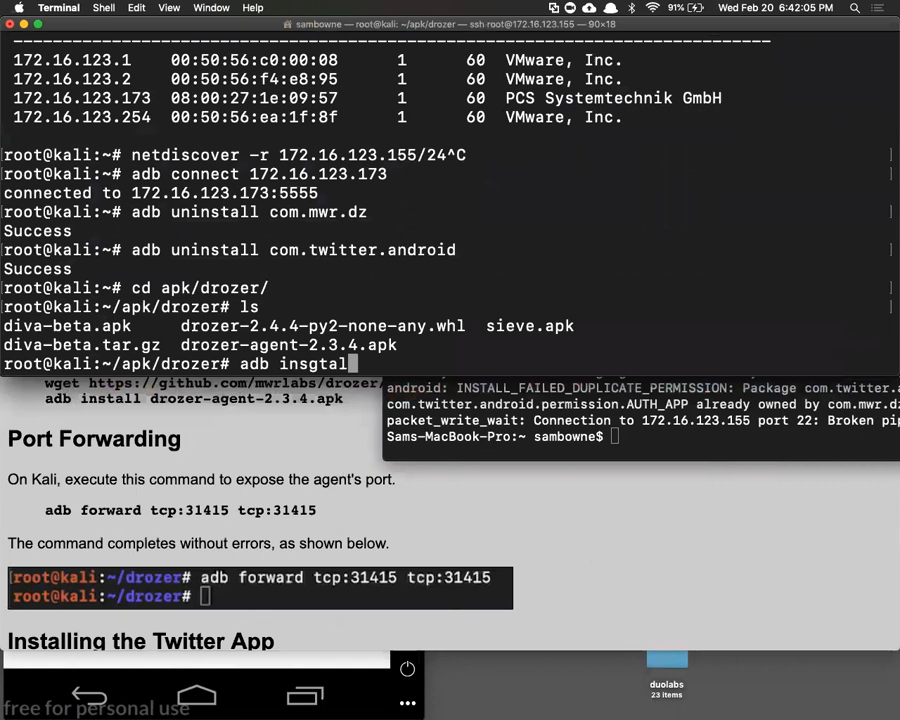 Terminal Shell Edit View Window Help 91% Wed Feb 20 6:42:05 PM
sambowne — root@kali: ~/apk/drozer — ssh root@172.16.123.155 — 90×18
-----------------------------------------------------------------------------
172.16.123.1 00:50:56:c0:00:08 1 60 VMware, Inc.
172.16.123.2 00:50:56:f4:e8:95 1 60 VMware, Inc.
172.16.123.173 08:00:27:1e:09:57 1 60 PCS Systemtechnik GmbH
172.16.123.254 00:50:56:ea:1f:8f 1 60 VMware, Inc.
root@kali:~# netdiscover -r 172.16.123.155/24^C
root@kali:~# adb connect 172.16.123.173
connected to 172.16.123.173:5555
root@kali:~# adb uninstall com.mwr.dz
Success
root@kali:~# adb uninstall com.twitter.android
Success
root@kali:~# cd apk/drozer/
root@kali:~/apk/drozer# ls
diva-beta.apk drozer-2.4.4-py2-none-any.whl sieve.apk
diva-beta.tar.gz drozer-agent-2.3.4.apk
root@kali:~/apk/drozer# adb insgtal
wget https://github.com/mwrlabs/drozer/
adb install drozer-agent-2.3.4.apk
android: INSTALL_FAILED_DUPLICATE_PERMISSION: Package com.twitter.a
com.twitter.android.permission.AUTH_APP already owned by com.mwr.dz
packet_write_wait: Connection to 172.16.123.155 port 22: Broken pip
Sams-MacBook-Pro:~ sambowne$
Port Forwarding
On Kali, execute this command to expose the agent's port.
adb forward tcp:31415 tcp:31415
The command completes without errors, as shown below.
root@kali:~/drozer# adb forward tcp:31415 tcp:31415
root@kali:~/drozer#
Installing the Twitter App
duolabs
23 items
free for personal use